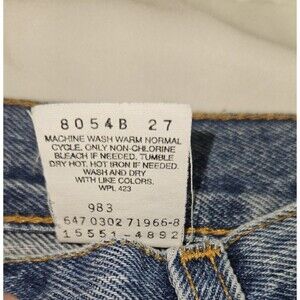 8054B 27
MACHINE WASH WARM NORMAL
CYCLE, ONLY NON-CHLORINE
BLEACH IF NEEDED, TUMBLE
DRY HOT, HOT IRON IF NEEDED.
WASH AND DRY
WITH LIKE COLORS.
WPL 423
983
647 0302 71966-8
15551-4892